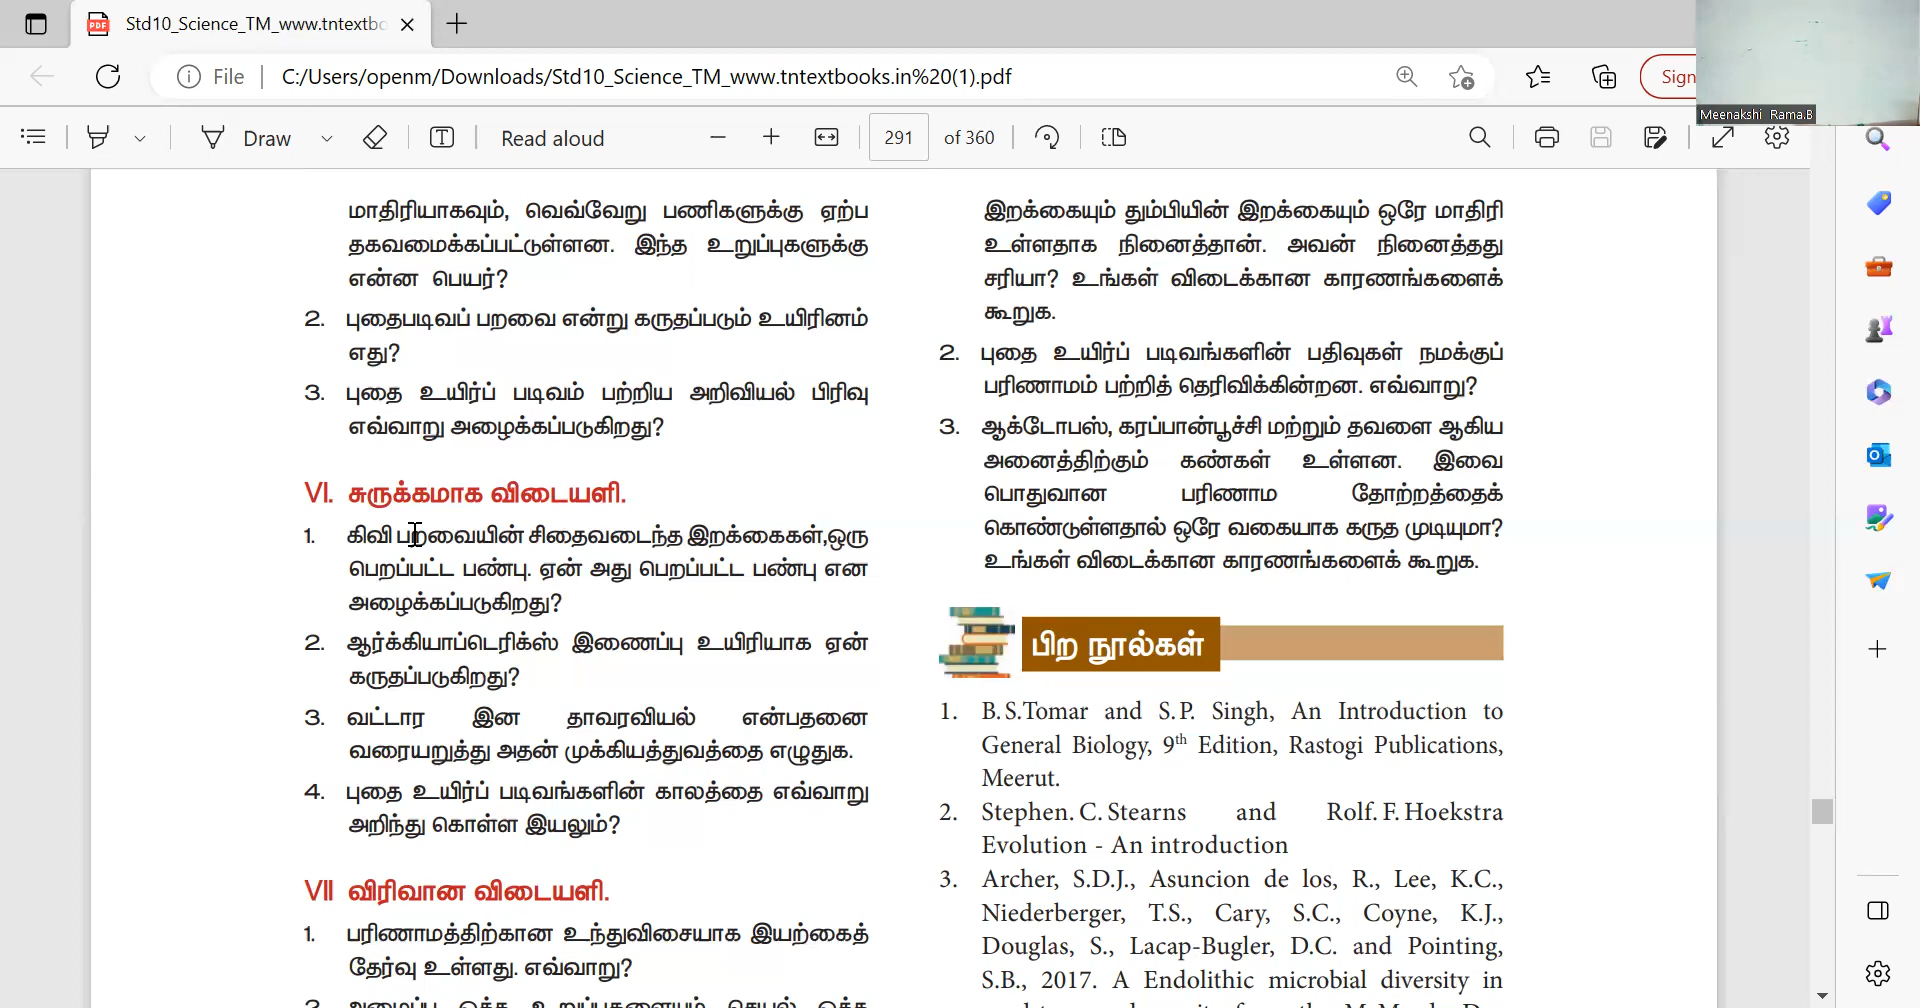 Std10_Science_TM_www.tntextbo
File
C:/Users/openm/Downloads/Std10_Science_TM_www.tntextbooks.in%20(1).pdf
Sign
Meenakshi Rama.B
Draw
Read aloud
291 of 360
மாதிரியாகவும், வெவ்வேறு பணிகளுக்கு ஏற்ப
தகவமைக்கப்பட்டுள்ளன. இந்த உறுப்புகளுக்கு
என்ன பெயர்?
2. புதைபடிவப் பறவை என்று கருதப்படும் உயிரினம்
எது?
3. புதை உயிர்ப் படிவம் பற்றிய அறிவியல் பிரிவு
எவ்வாறு அழைக்கப்படுகிறது?
VI. சுருக்கமாக விடையளி.
1. கிவி பறவையின் சிதைவடைந்த இறக்கைகள்,ஒரு
பெறப்பட்ட பண்பு. ஏன் அது பெறப்பட்ட பண்பு என
அழைக்கப்படுகிறது?
2. ஆர்க்கியாப்டெரிக்ஸ் இணைப்பு உயிரியாக ஏன்
கருதப்படுகிறது?
3. வட்டார இன தாவரவியல் என்பதனை
வரையறுத்து அதன் முக்கியத்துவத்தை எழுதுக.
4. புதை உயிர்ப் படிவங்களின் காலத்தை எவ்வாறு
அறிந்து கொள்ள இயலும்?
VII விரிவான விடையளி.
1. பரிணாமத்திற்கான உந்துவிசையாக இயற்கைத்
தேர்வு உள்ளது. எவ்வாறு?
இறக்கையும் தும்பியின் இறக்கையும் ஒரே மாதிரி
உள்ளதாக நினைத்தான். அவன் நினைத்தது
சரியா? உங்கள் விடைக்கான காரணங்களைக்
கூறுக.
2. புதை உயிர்ப் படிவங்களின் பதிவுகள் நமக்குப்
பரிணாமம் பற்றித் தெரிவிக்கின்றன. எவ்வாறு?
3. ஆக்டோபஸ், கரப்பான்பூச்சி மற்றும் தவளை ஆகிய
அனைத்திற்கும் கண்கள் உள்ளன. இவை
பொதுவான பரிணாம தோற்றத்தைக்
கொண்டுள்ளதால் ஒரே வகையாக கருத முடியுமா?
உங்கள் விடைக்கான காரணங்களைக் கூறுக.
பிற நூல்கள்
1. B.S.Tomar and S.P. Singh, An Introduction to
General Biology, 9th Edition, Rastogi Publications,
Meerut.
2. Stephen. C. Stearns and Rolf. F. Hoekstra
Evolution - An introduction
3. Archer, S.D.J., Asuncion de los, R., Lee, K.C.,
Niederberger, T.S., Cary, S.C., Coyne, K.J.,
Douglas, S., Lacap-Bugler, D.C. and Pointing,
S.B., 2017. A Endolithic microbial diversity in